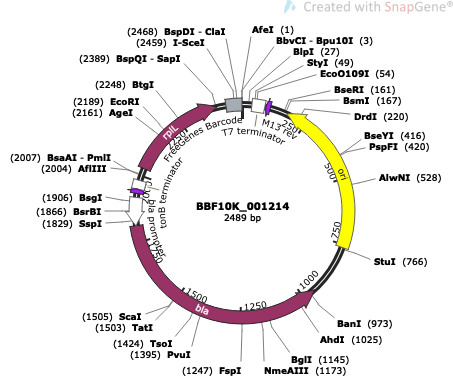 Created with SnapGene®
(2468) BspDI - ClaI
(2459) I-SceI
(2389) BspQI - SapI
(2248) BtgI
(2189) EcoRI
(2161) AgeI
(2007) BsaAI - PmlI
(2004) AflIII
(1906) BsgI
(1866) BsrBI
(1829) SspI
(1505) ScaI
(1503) TatI
(1424) TsoI
(1395) PvuI
(1247) FspI
AfeI (1)
BbvCI - Bpu10I (3)
BlpI (27)
StyI (49)
EcoO109I (54)
BseRI (161)
BsmI (167)
DrdI (220)
BseYI (416)
PspFI (420)
AlwNI (528)
StuI (766)
BanI (973)
AhdI (1025)
BglI (1145)
NmeAIII (1173)
FreeGenes Barcode
T7 terminator
M13 rev
rplL
ori
bla
bla promoter
tonB terminator
250
500
750
1000
1250
1500
1750
BBF10K_001214
2489 bp